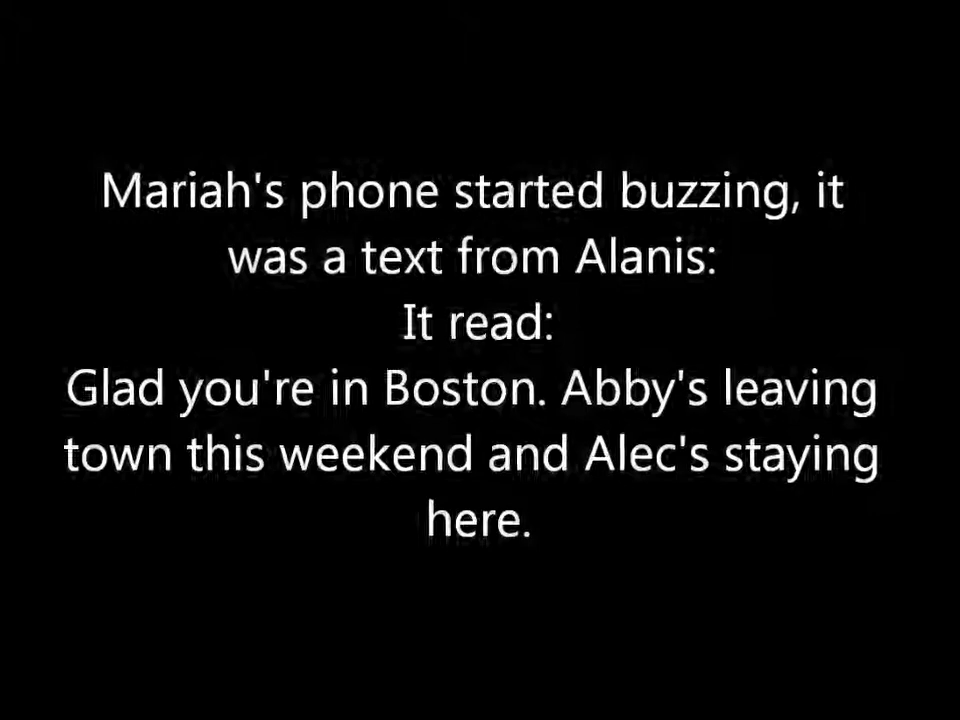 Mariah's phone started buzzing, it
was a text from Alanis:
It read:
Glad you're in Boston. Abby's leaving
town this weekend and Alec's staying
here.